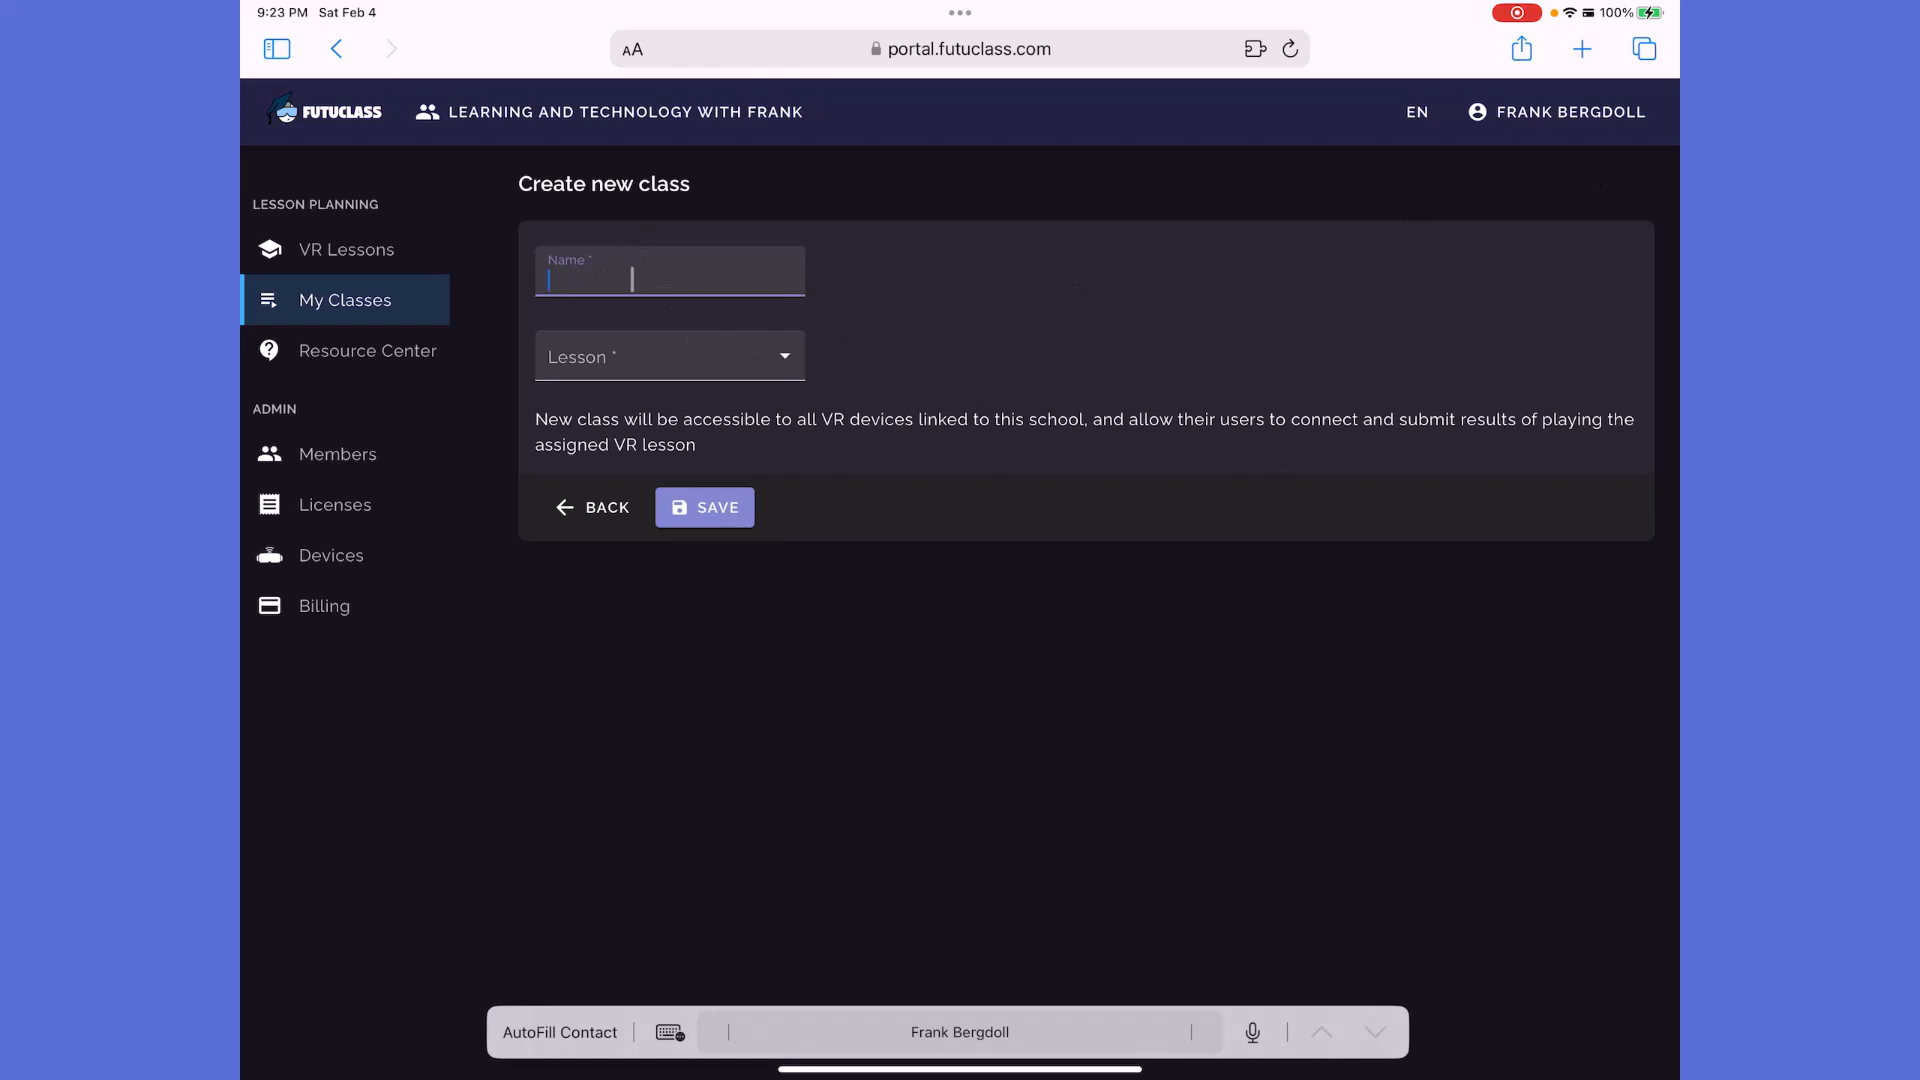 9:23 PM Sat Feb 4
100%
AA
portal.futuclass.com
FUTUCLASS
LEARNING AND TECHNOLOGY WITH FRANK
EN
FRANK BERGDOLL
LESSON PLANNING
VR Lessons
My Classes
Resource Center
ADMIN
Members
Licenses
Devices
Billing
Create new class
Name *
Lesson *
New class will be accessible to all VR devices linked to this school, and allow their users to connect and submit results of playing the
assigned VR lesson
BACK
SAVE
AutoFill Contact
Frank Bergdoll